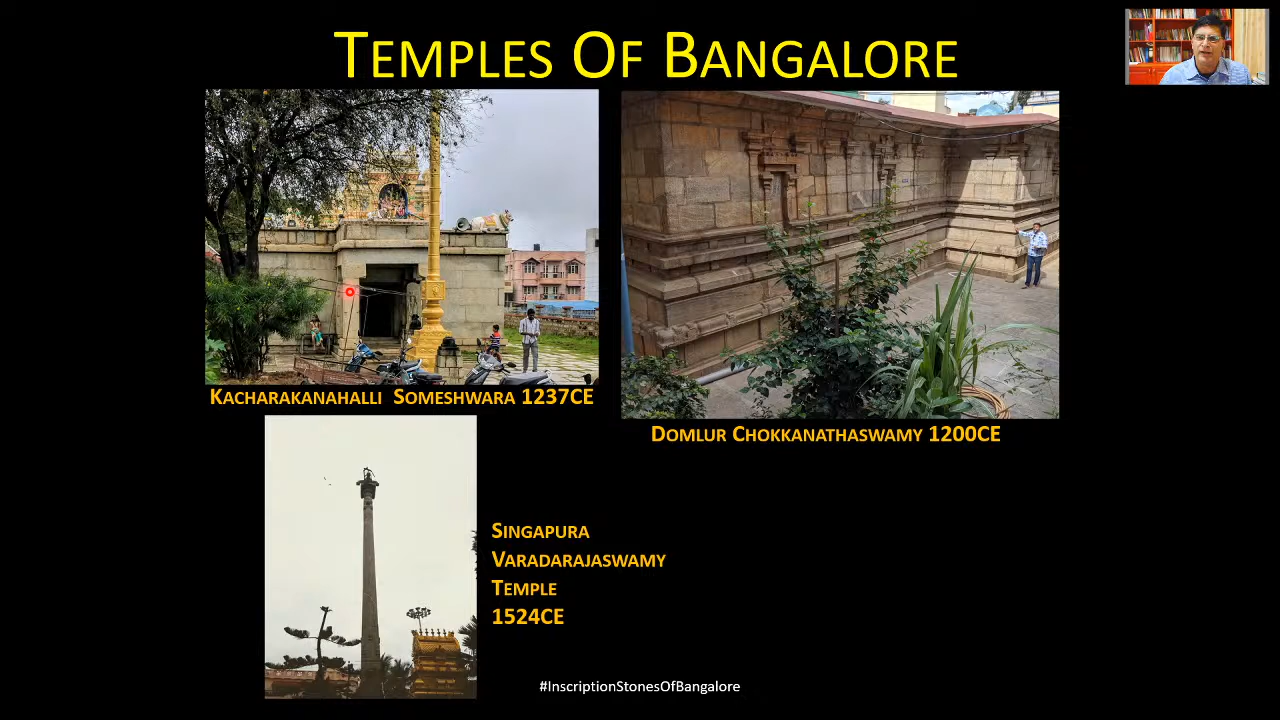 Temples Of Bangalore
Kacharakanahalli Someshwara 1237CE
Domlur Chokkanathaswamy 1200CE
Singapura
Varadarajaswamy
Temple
1524CE
#InscriptionStonesOfBangalore